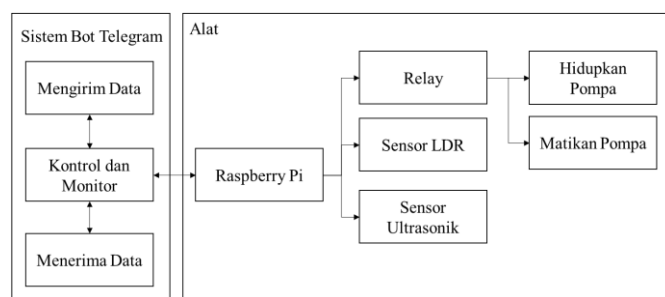 Sistem Bot Telegram
Mengirim Data
Kontrol dan
Monitor
Menerima Data
Alat
Raspberry Pi
Relay
Sensor LDR
Sensor
Ultrasonik
Hidupkan
Pompa
Matikan Pompa